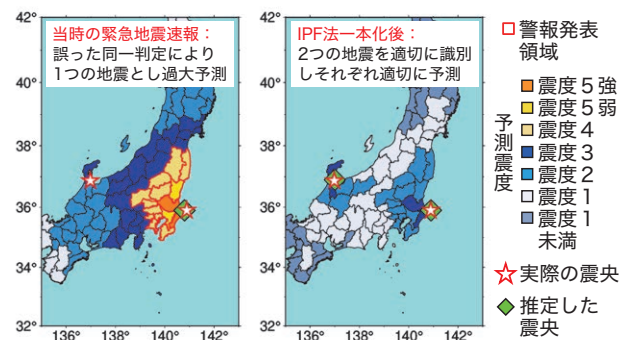 当時の緊急地震速報：
誤った同一判定により
1つの地震とし過大予測
42°
40°
38°
36°
34°
32°
136°
138°
140°
142°
IPF法一本化後：
2つの地震を適切に識別
しそれぞれ適切に予測
42°
40°
38°
36°
34°
32°
136°
138°
140°
142°
警報発表
領域
予測震度
震度5強
震度5弱
震度4
震度3
震度2
震度1
震度1
未満
実際の震央
推定した
震央